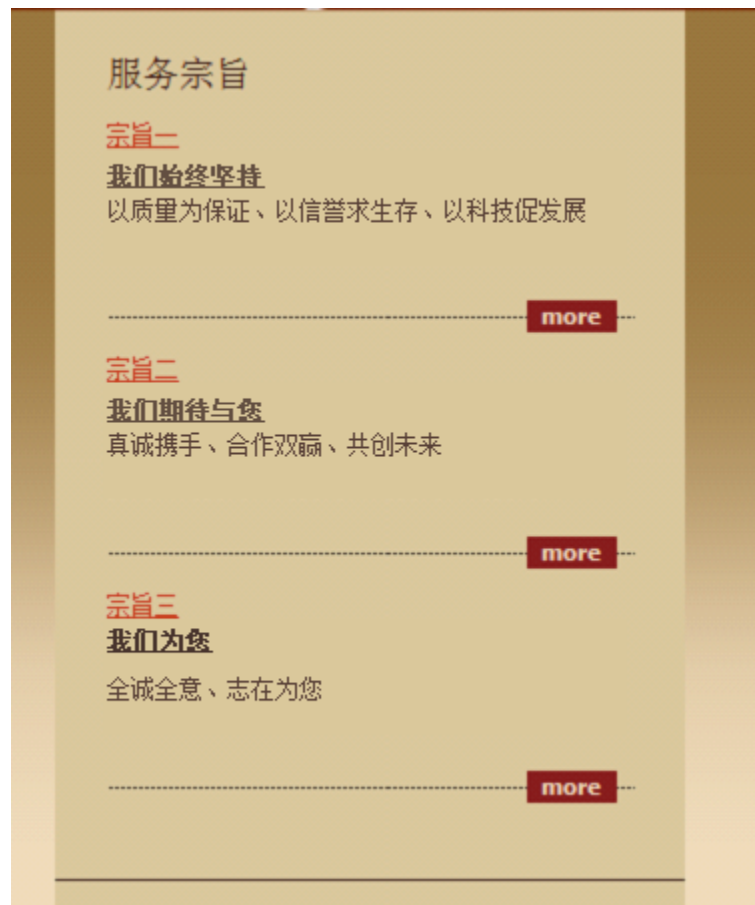 服务宗旨
宗旨一
我们始终坚持
以质量为保证、以信誉求生存、以科技促发展
more
宗旨二
我们期待与您
真诚携手、合作双赢、共创未来
more
宗旨三
我们为您
全诚全意、志在为您
more